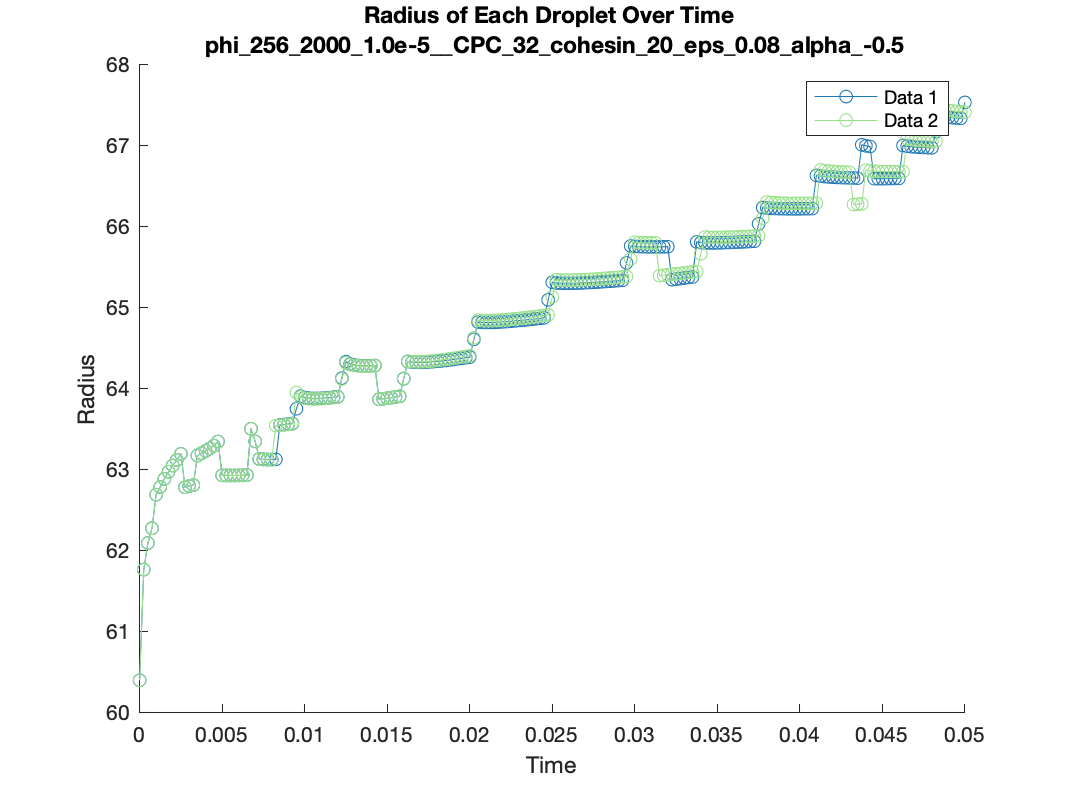 Radius of Each Droplet Over Time
phi_256_2000_1.0e-5__CPC_32_cohesin_20_eps_0.08_alpha_-0.5
68
67
66
65
64
63
62
61
60
Radius
Data 1
Data 2
0 0.005 0.01 0.015 0.02 0.025 0.03 0.035 0.04 0.045 0.05
Time